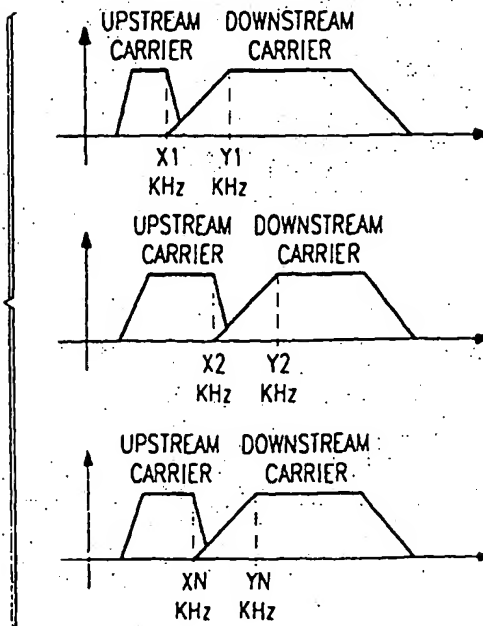 UPSTREAM DOWNSTREAM
CARRIER CARRIER
X1 Y1
KHz KHz
UPSTREAM DOWNSTREAM
CARRIER CARRIER
X2 Y2
KHz KHz
UPSTREAM DOWNSTREAM
CARRIER CARRIER
XN YN
KHz KHz